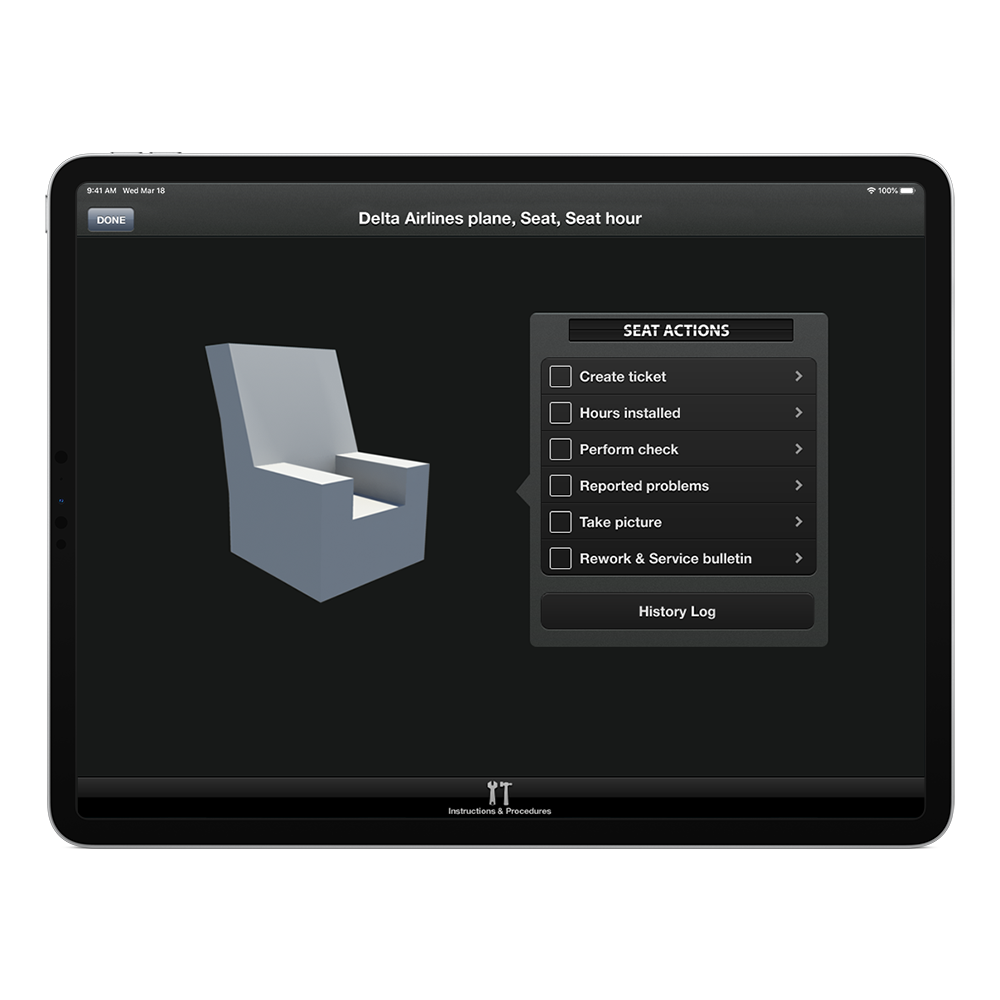 9:41 AM Wed Mar 18
100%
DONE
Delta Airlines plane, Seat, Seat hour
SEAT ACTIONS
Create ticket
Hours installed
Perform check
Reported problems
Take picture
Rework & Service bulletin
History Log
Instructions & Procedures